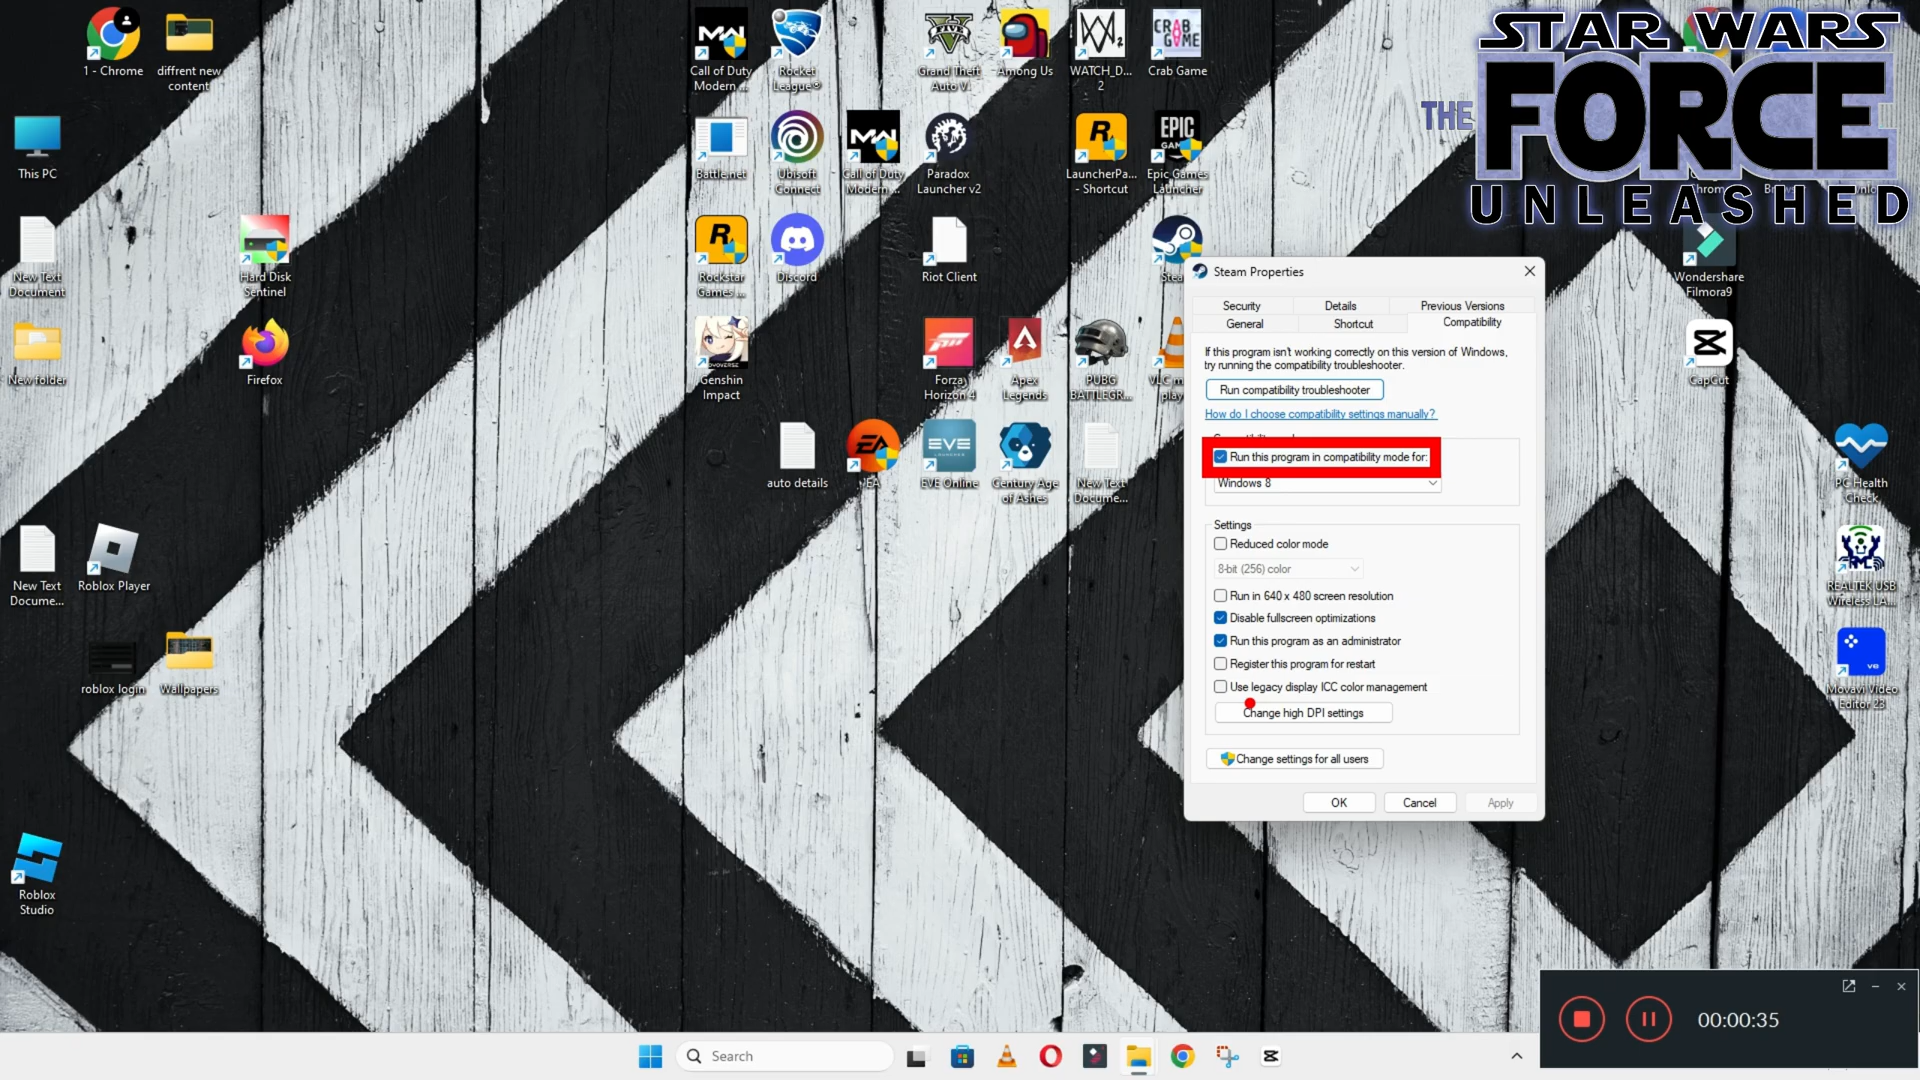 1 - Chrome
diffrent new
content
Call of Duty
Modern ...
Rocket
League®
Grand Theft
Auto V
Among Us
WATCH_D...
2
Crab Game
CRAB
GAME
FIVE
STAR WARS
THE FORCE
UNLEASHED
This PC
Battle.net
Ubisoft
Connect
Call of Duty
Modern ...
Paradox
Launcher v2
LauncherPa...
- Shortcut
EPIC
Epic Games
Launcher
New Text
Document
Hard Disk
Sentinel
Rockstar
Games ...
Discord
Riot Client
Wondershare
Filmora9
New folder
Firefox
Genshin
Impact
Forza
Horizon 4
Apex
Legends
PUBG
BATTLEGR...
VLC m
play
CapCut
auto details
EA
EA
EVE
EVE Online
Century Age
of Ashes
New Text
Docume...
PC Health
Check
New Text
Docume...
Roblox Player
REALTEK USB
Wireless LA...
roblox login
Wallpapers
Movavi Video
Editor 23
Roblox
Studio
Steam Properties
Security
Details
Previous Versions
General
Shortcut
Compatibility
If this program isn't working correctly on this version of Windows,
try running the compatibility troubleshooter.
Run compatibility troubleshooter
How do I choose compatibility settings manually?
Run this program in compatibility mode for:
Windows 8
Settings
Reduced color mode
8-bit (256) color
Run in 640 x 480 screen resolution
Disable fullscreen optimizations
Run this program as an administrator
Register this program for restart
Use legacy display ICC color management
Change high DPI settings
Change settings for all users
OK
Cancel
Apply
00:00:35
Search